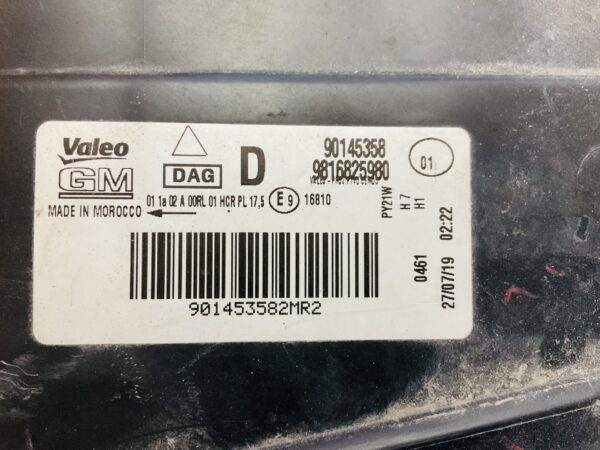 Valeo
GM
MADE IN MOROCCO
DAG
D
90145358
9816825980
01
01 1a 02 A 00RL 01 HCR PL 17,5 E 9 16810
PY21W
H7
H1
0461
27/07/19 02:22
901453582MR2